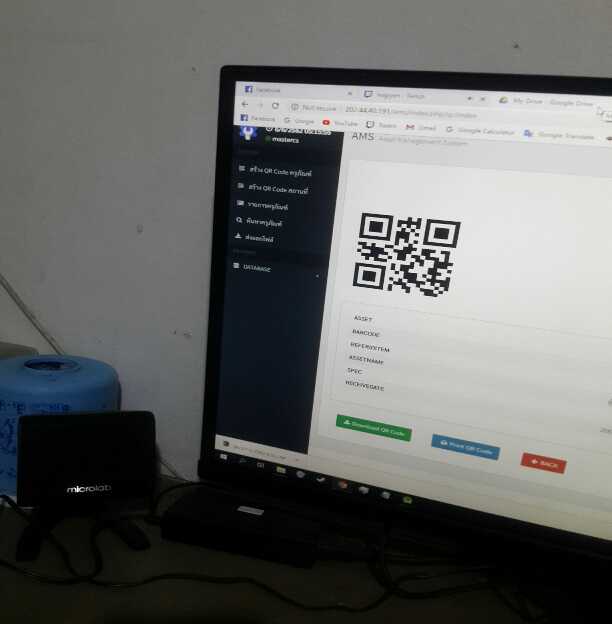 Facebook
Twitch
My Drive - Google Drive
Not secure
Facebook
Google
YouTube
Twitch
Gmail
Google Calculator
Google Translate
mastercs
AMS
สร้าง QR Code ครุภัณฑ์
สร้าง QR Code สถานที่
รายการครุภัณฑ์
ค้นหาครุภัณฑ์
ส่งออกไฟล์
DATABASE
ASSET
BARCODE
REFERSYSTEM
ASSETNAME
SPEC
RECEIVEDATE
Download QR Code
Print QR Code
BACK
microlab